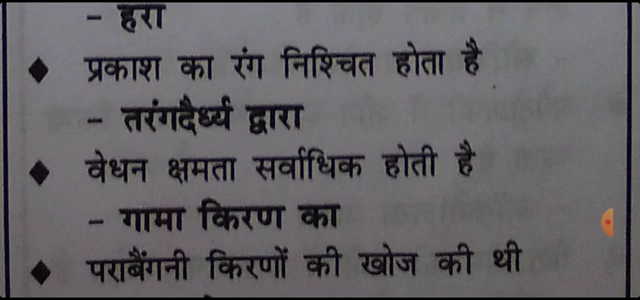 - हरा
◆ प्रकाश का रंग निश्चित होता है
- तरंगदैर्ध्य द्वारा
◆ वेधन क्षमता सर्वाधिक होती है
- गामा किरण का
◆ पराबैंगनी किरणों की खोज की थी